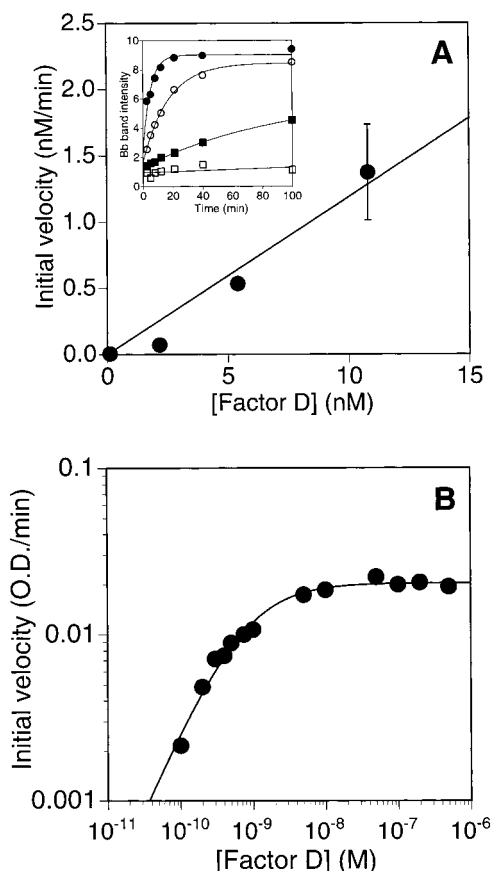 A
2.5
2.0
1.5
1.0
0.5
0.0
Initial velocity (nM/min)
10
8
6
4
2
0
Bb band intensity
0 20 40 60 80 100
Time (min)
0 5 10 15
[Factor D] (nM)
B
0.1
0.01
0.001
Initial velocity (O.D./min)
10⁻¹¹ 10⁻¹⁰ 10⁻⁹ 10⁻⁸ 10⁻⁷ 10⁻⁶
[Factor D] (M)